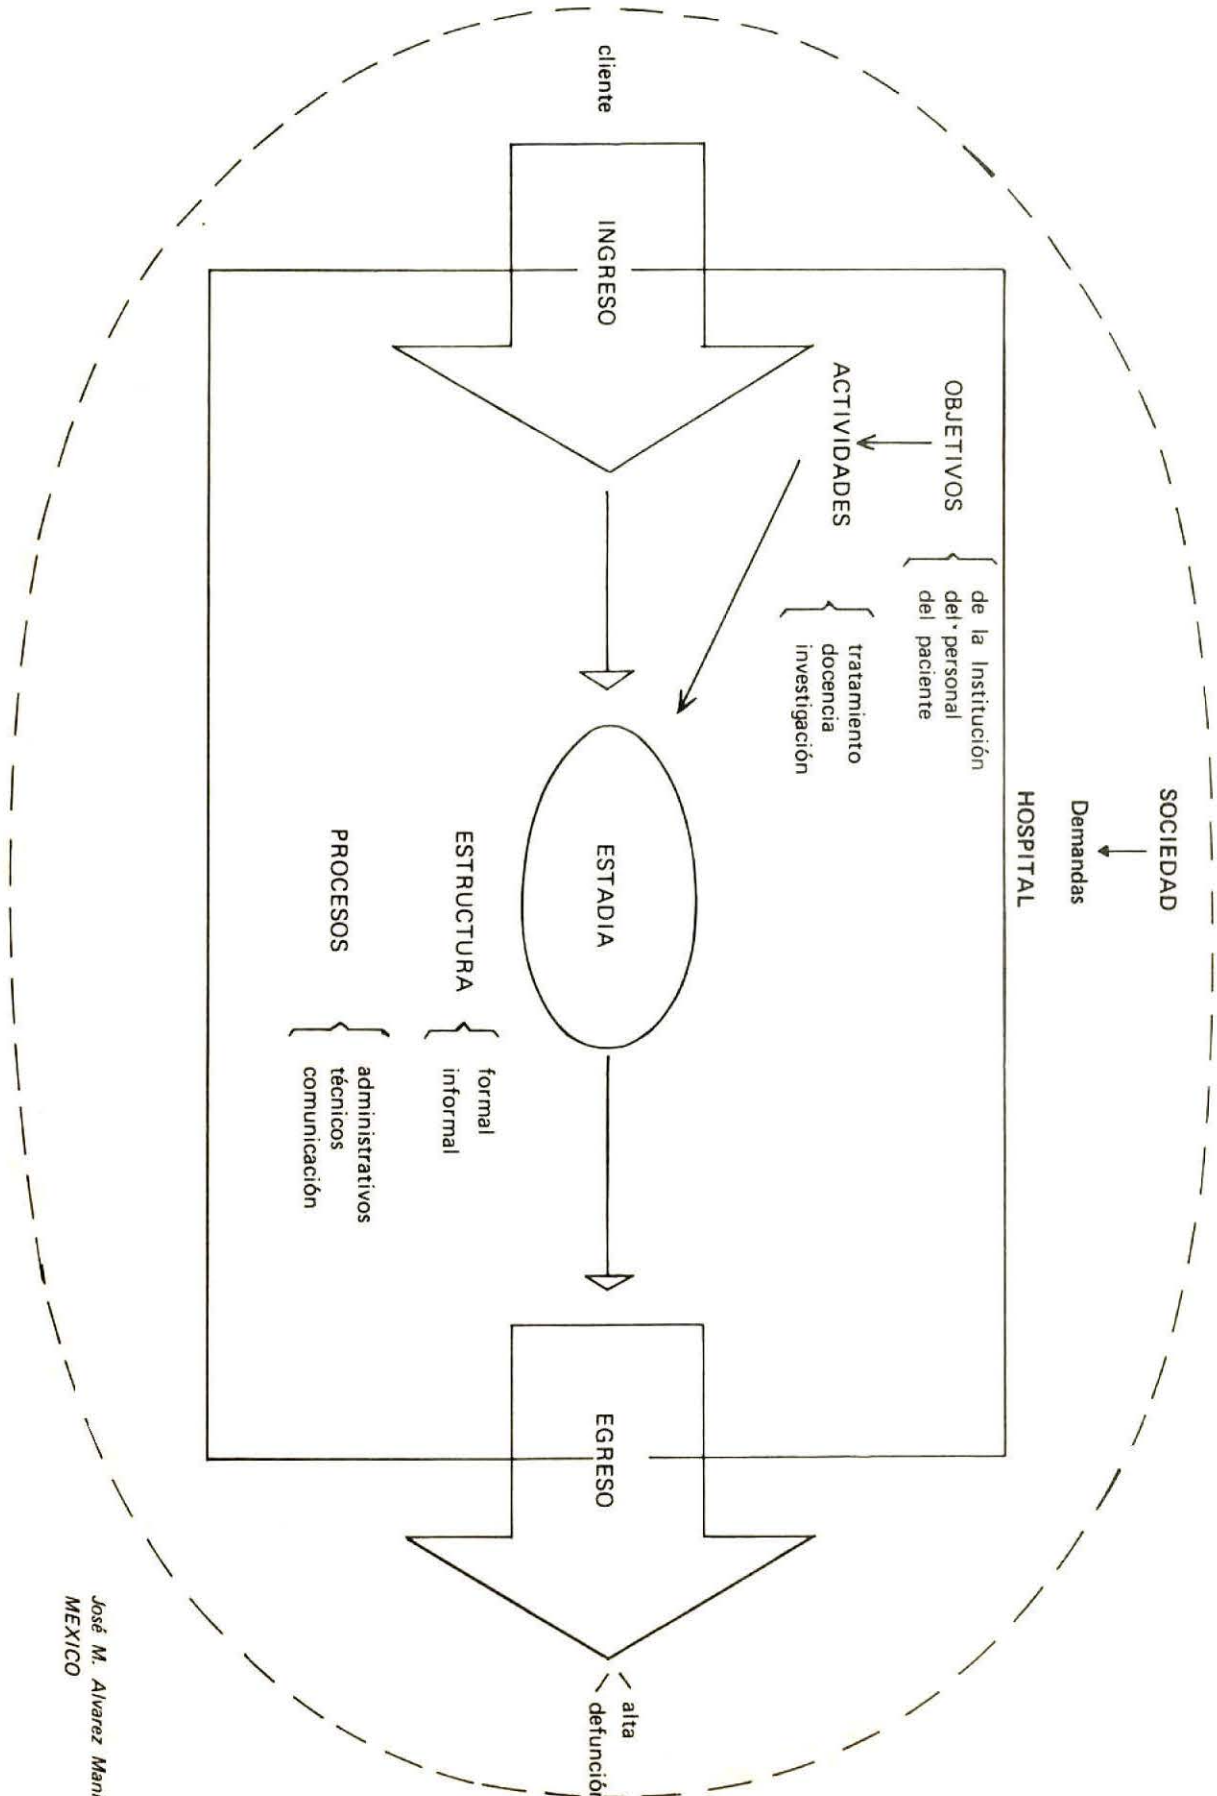 SOCIEDAD
Demandas
HOSPITAL
OBJETIVOS
de la Institución
del personal
del paciente
ACTIVIDADES
tratamiento
docencia
investigación
cliente
INGRESO
ESTADIA
EGRESO
alta
defunción
ESTRUCTURA
formal
informal
PROCESOS
administrativos
técnicos
comunicación
José M. Alvarez
MEXICO